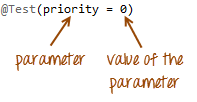 @Test(priority = 0)
parameter
value of the
parameter